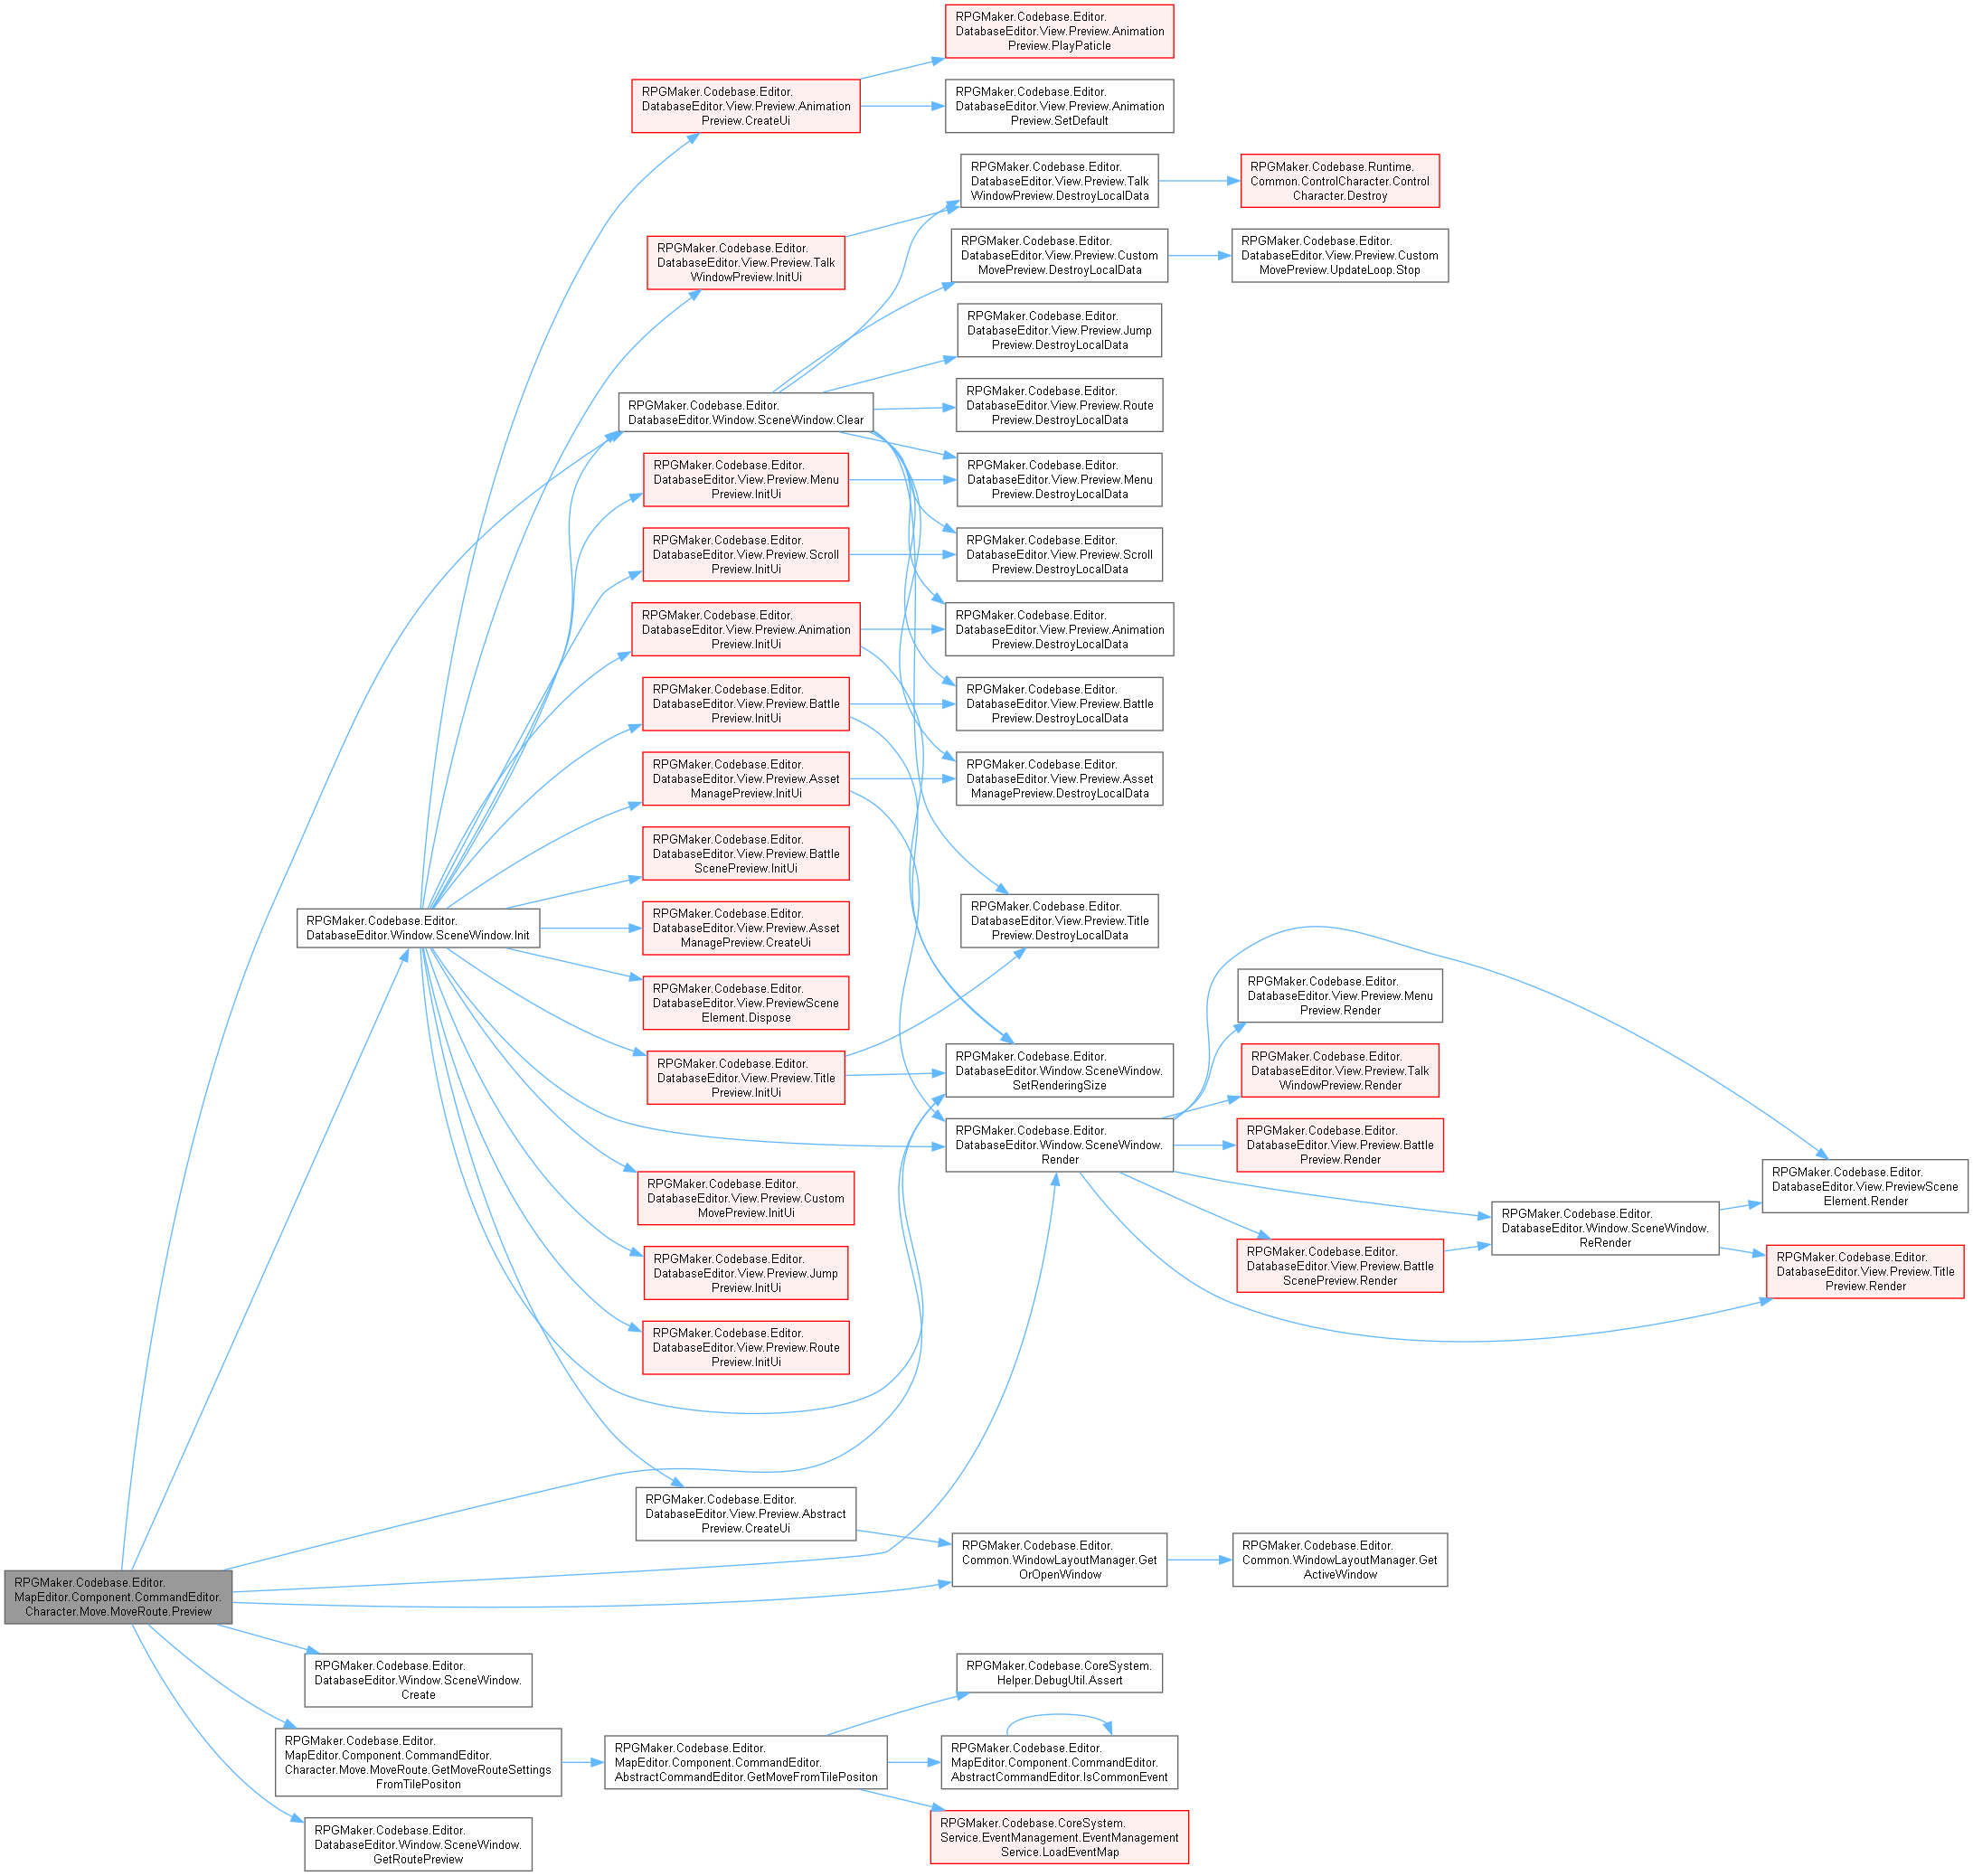 RPGMaker.Codebase.Editor.
DatabaseEditor.View.Preview.Animation
Preview.PlayPaticle
RPGMaker.Codebase.Editor.
DatabaseEditor.View.Preview.Animation
Preview.CreateUi
RPGMaker.Codebase.Editor.
DatabaseEditor.View.Preview.Animation
Preview.SetDefault
RPGMaker.Codebase.Editor.
DatabaseEditor.View.Preview.Talk
WindowPreview.DestroyLocalData
RPGMaker.Codebase.Runtime.
Common.ControlCharacter.Control
Character.Destroy
RPGMaker.Codebase.Editor.
DatabaseEditor.View.Preview.Talk
WindowPreview.InitUi
RPGMaker.Codebase.Editor.
DatabaseEditor.View.Preview.Custom
MovePreview.DestroyLocalData
RPGMaker.Codebase.Editor.
DatabaseEditor.View.Preview.Custom
MovePreview.UpdateLoop.Stop
RPGMaker.Codebase.Editor.
DatabaseEditor.View.Preview.Jump
Preview.DestroyLocalData
RPGMaker.Codebase.Editor.
DatabaseEditor.Window.SceneWindow.Clear
RPGMaker.Codebase.Editor.
DatabaseEditor.View.Preview.Route
Preview.DestroyLocalData
RPGMaker.Codebase.Editor.
DatabaseEditor.View.Preview.Menu
Preview.InitUi
RPGMaker.Codebase.Editor.
DatabaseEditor.View.Preview.Menu
Preview.DestroyLocalData
RPGMaker.Codebase.Editor.
DatabaseEditor.View.Preview.Scroll
Preview.InitUi
RPGMaker.Codebase.Editor.
DatabaseEditor.View.Preview.Scroll
Preview.DestroyLocalData
RPGMaker.Codebase.Editor.
DatabaseEditor.View.Preview.Animation
Preview.InitUi
RPGMaker.Codebase.Editor.
DatabaseEditor.View.Preview.Animation
Preview.DestroyLocalData
RPGMaker.Codebase.Editor.
DatabaseEditor.View.Preview.Battle
Preview.InitUi
RPGMaker.Codebase.Editor.
DatabaseEditor.View.Preview.Battle
Preview.DestroyLocalData
RPGMaker.Codebase.Editor.
DatabaseEditor.View.Preview.Asset
ManagePreview.InitUi
RPGMaker.Codebase.Editor.
DatabaseEditor.View.Preview.Asset
ManagePreview.DestroyLocalData
RPGMaker.Codebase.Editor.
DatabaseEditor.View.Preview.Battle
ScenePreview.InitUi
RPGMaker.Codebase.Editor.
DatabaseEditor.Window.SceneWindow.Init
RPGMaker.Codebase.Editor.
DatabaseEditor.View.Preview.Asset
ManagePreview.CreateUi
RPGMaker.Codebase.Editor.
DatabaseEditor.View.Preview.Title
Preview.DestroyLocalData
RPGMaker.Codebase.Editor.
DatabaseEditor.View.PreviewScene
Element.Dispose
RPGMaker.Codebase.Editor.
DatabaseEditor.View.Preview.Menu
Preview.Render
RPGMaker.Codebase.Editor.
DatabaseEditor.View.Preview.Title
Preview.InitUi
RPGMaker.Codebase.Editor.
DatabaseEditor.Window.SceneWindow.
SetRenderingSize
RPGMaker.Codebase.Editor.
DatabaseEditor.View.Preview.Talk
WindowPreview.Render
RPGMaker.Codebase.Editor.
DatabaseEditor.Window.SceneWindow.
Render
RPGMaker.Codebase.Editor.
DatabaseEditor.View.Preview.Battle
Preview.Render
RPGMaker.Codebase.Editor.
DatabaseEditor.View.PreviewScene
Element.Render
RPGMaker.Codebase.Editor.
DatabaseEditor.View.Preview.Custom
MovePreview.InitUi
RPGMaker.Codebase.Editor.
DatabaseEditor.Window.SceneWindow.
ReRender
RPGMaker.Codebase.Editor.
DatabaseEditor.View.Preview.Jump
Preview.InitUi
RPGMaker.Codebase.Editor.
DatabaseEditor.View.Preview.Battle
ScenePreview.Render
RPGMaker.Codebase.Editor.
DatabaseEditor.View.Preview.Title
Preview.Render
RPGMaker.Codebase.Editor.
DatabaseEditor.View.Preview.Route
Preview.InitUi
RPGMaker.Codebase.Editor.
DatabaseEditor.View.Preview.Abstract
Preview.CreateUi
RPGMaker.Codebase.Editor.
Common.WindowLayoutManager.Get
OrOpenWindow
RPGMaker.Codebase.Editor.
Common.WindowLayoutManager.Get
ActiveWindow
RPGMaker.Codebase.Editor.
MapEditor.Component.CommandEditor.
Character.Move.MoveRoute.Preview
RPGMaker.Codebase.Editor.
DatabaseEditor.Window.SceneWindow.
Create
RPGMaker.Codebase.CoreSystem.
Helper.DebugUtil.Assert
RPGMaker.Codebase.Editor.
MapEditor.Component.CommandEditor.
Character.Move.MoveRoute.GetMoveRouteSettings
FromTilePositon
RPGMaker.Codebase.Editor.
MapEditor.Component.CommandEditor.
AbstractCommandEditor.GetMoveFromTilePositon
RPGMaker.Codebase.Editor.
MapEditor.Component.CommandEditor.
AbstractCommandEditor.IsCommonEvent
RPGMaker.Codebase.CoreSystem.
Service.EventManagement.EventManagement
Service.LoadEventMap
RPGMaker.Codebase.Editor.
DatabaseEditor.Window.SceneWindow.
GetRoutePreview